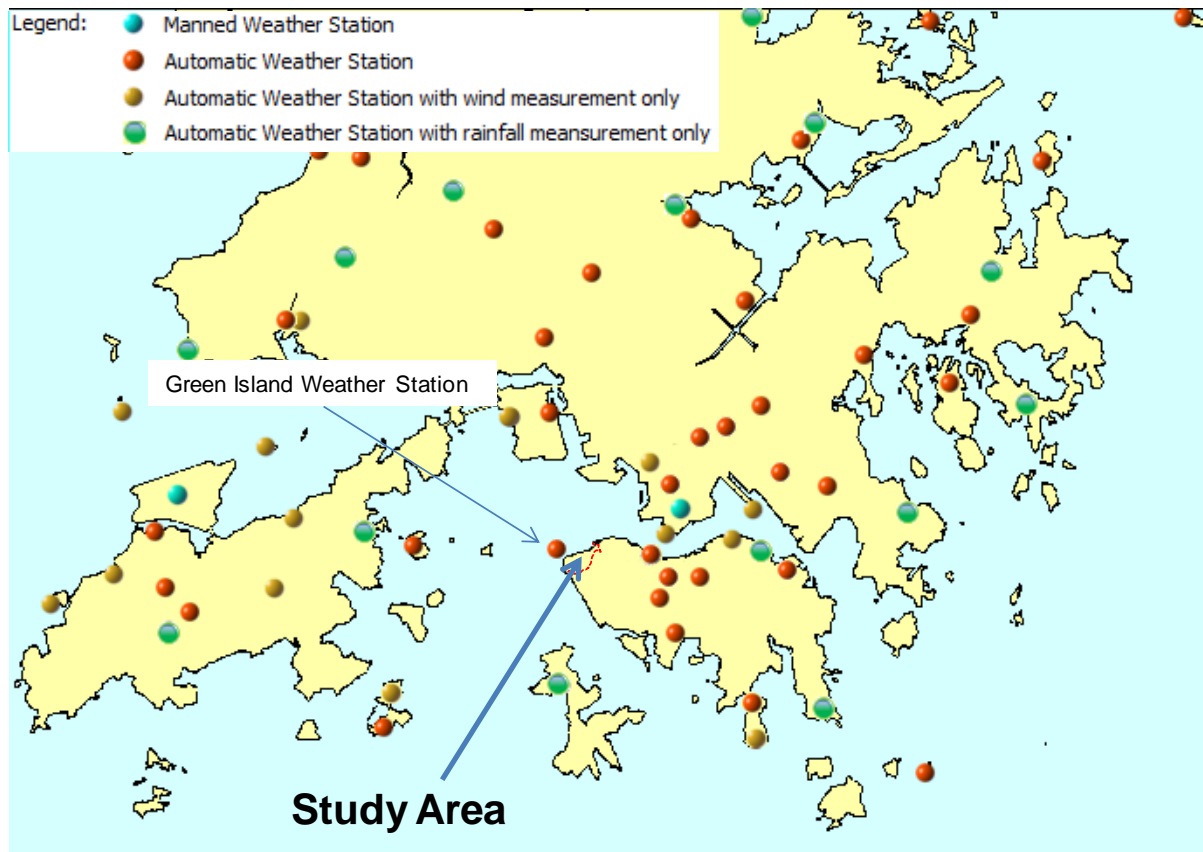 Legend:
Manned Weather Station
Automatic Weather Station
Automatic Weather Station with wind measurement only
Automatic Weather Station with rainfall meansurement only
Green Island Weather Station
Study Area